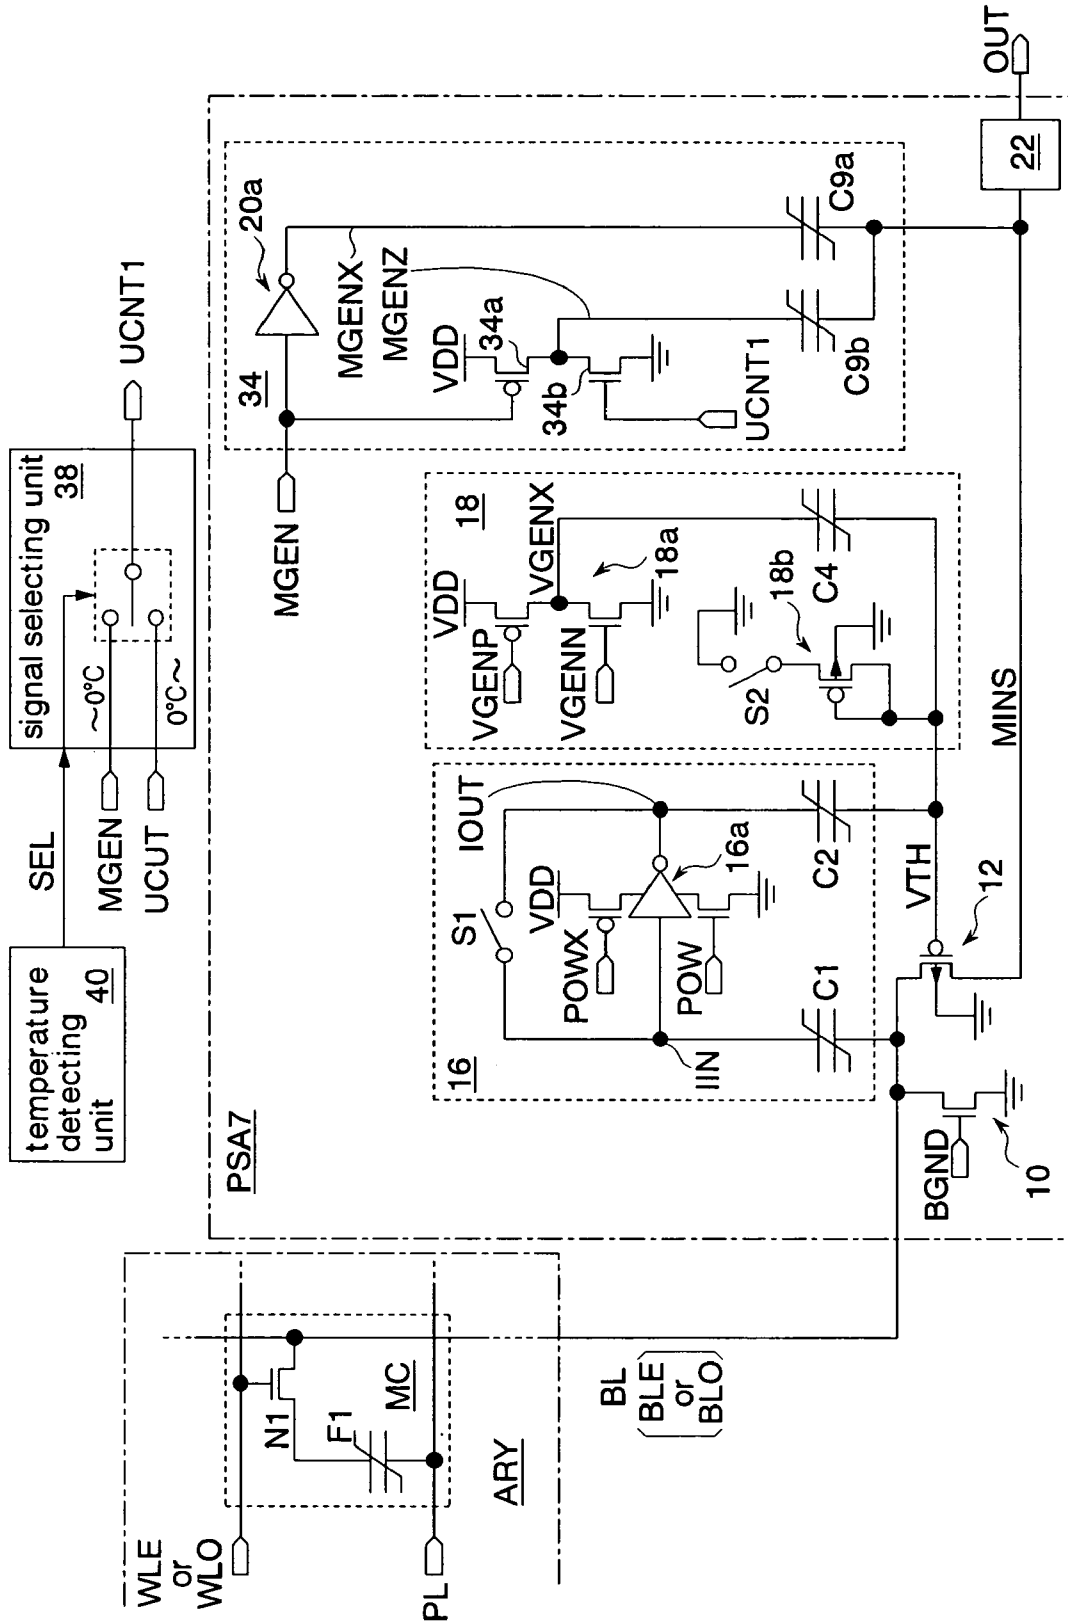 temperature
detecting
unit
40
SEL
MGEN
UCUT
signal selecting unit
38
～0°C
0°C～
UCNT1
PSA7
WLE
or
WLO
PL
N1
F1
MC
ARY
BL
BLE
or
BLO
16
S1
IOUT
POWX
VDD
POW
16a
IIN
C1
C2
BGND
10
VTH
12
18
VDD
VGENP
VGENX
VGENN
18a
S2
18b
C4
MINS
MGEN
34
20a
VDD
34a
34b
MGENX
MGENZ
UCNT1
C9b
C9a
22
OUT